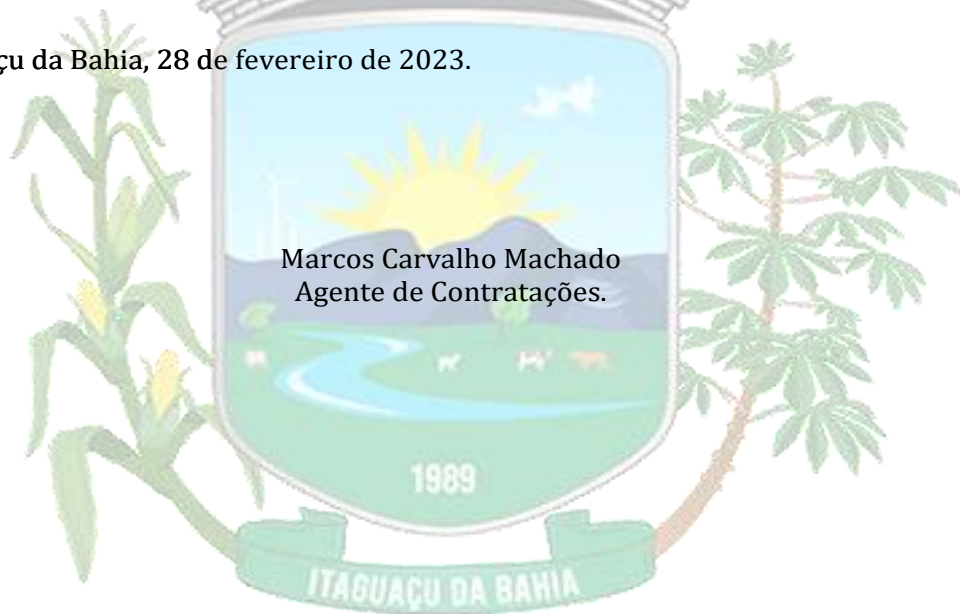 çu da Bahia, 28 de fevereiro de 2023.
Marcos Carvalho Machado
Agente de Contratações.
1989
ITAGUAÇU DA BAHIA